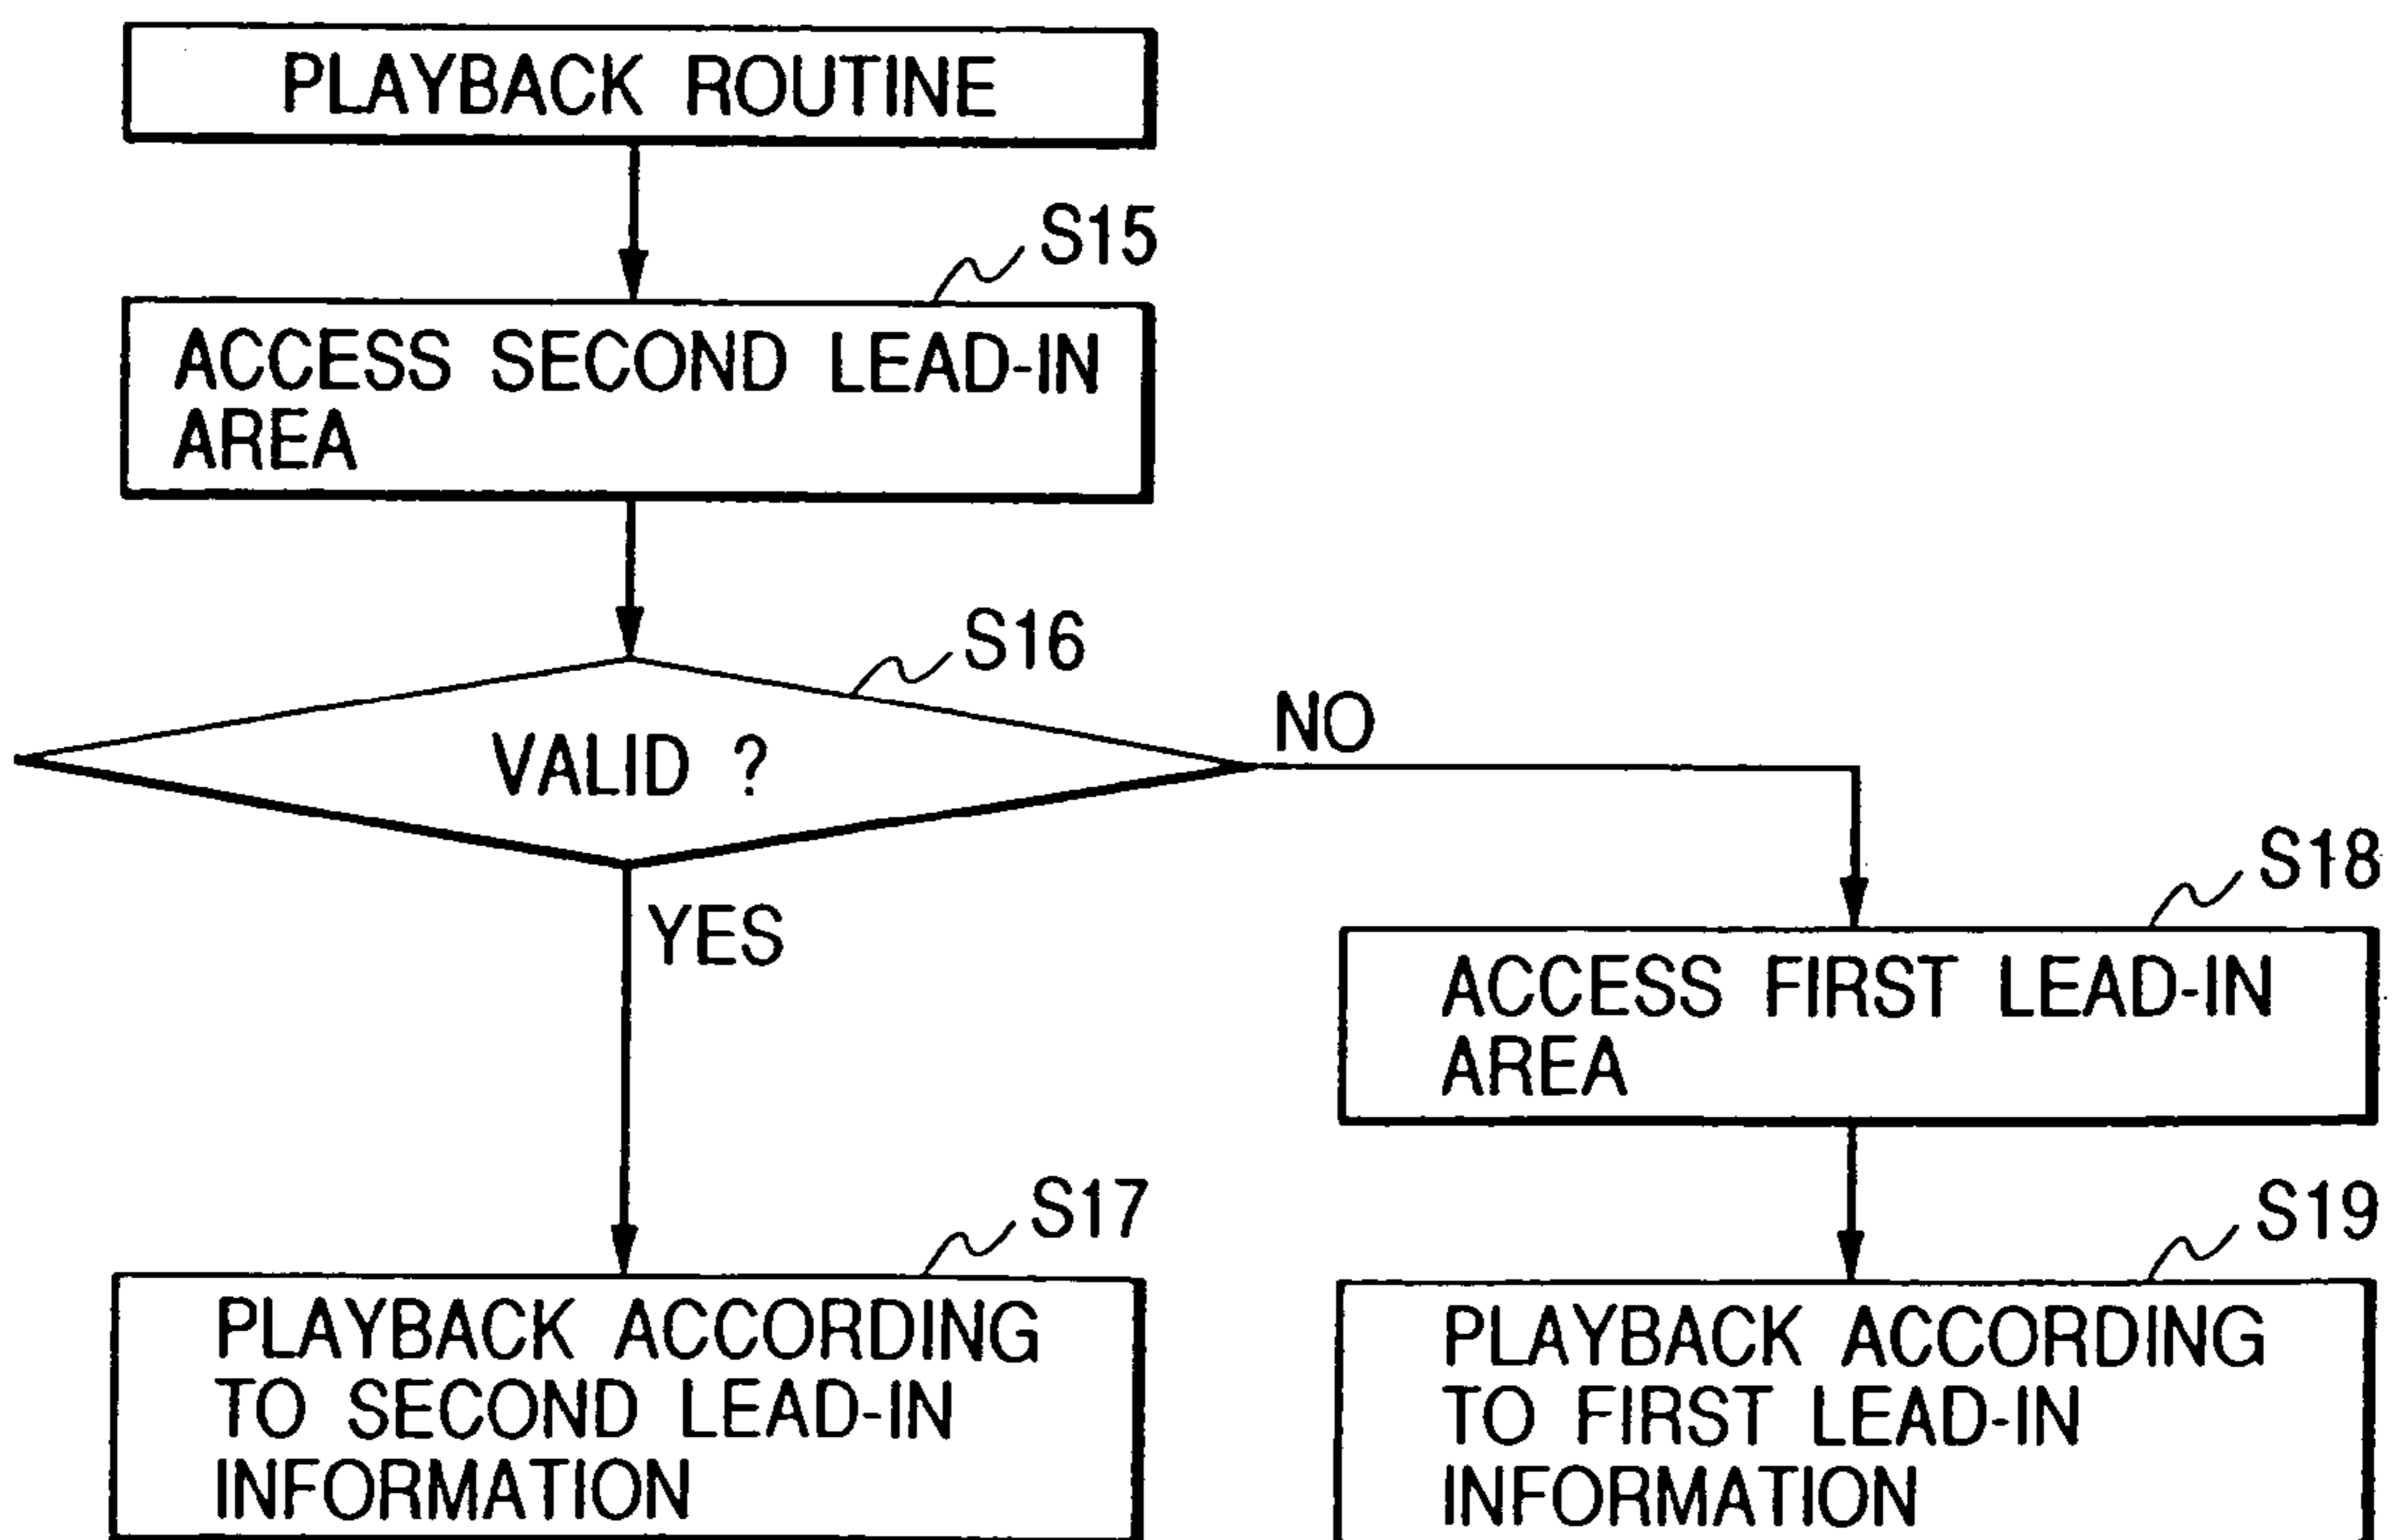 PLAYBACK ROUTINE
S15
ACCESS SECOND LEAD-IN
AREA
S16
VALID ?
NO
YES
S18
ACCESS FIRST LEAD-IN
AREA
S17
PLAYBACK ACCORDING
TO SECOND LEAD-IN
INFORMATION
S19
PLAYBACK ACCORDING
TO FIRST LEAD-IN
INFORMATION